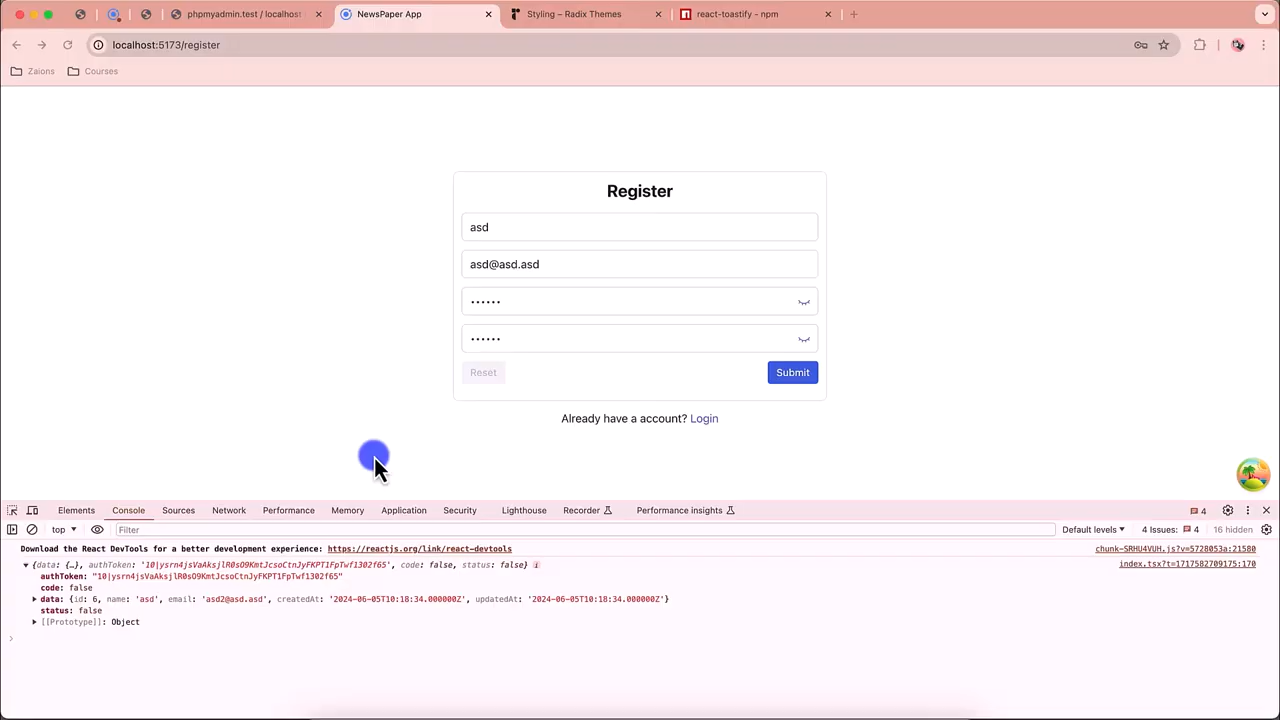 phpmyadmin.test / localhost
NewsPaper App
Styling – Radix Themes
react-toastify - npm
localhost:5173/register
Zaions
Courses
Register
asd
asd@asd.asd
••••••
••••••
Reset
Submit
Already have a account? Login
Elements
Console
Sources
Network
Performance
Memory
Application
Security
Lighthouse
Recorder
Performance insights
4
top
Filter
Default levels
4 Issues: 4
16 hidden
Download the React DevTools for a better development experience: https://reactjs.org/link/react-devtools
chunk-SRHU4VUH.js?v=5728053a:21580
{data: {…}, authToken: '10|ysrn4jsVaAksjlR0sO9KmtJcsoCtnJyFKPT1FpTwf1302f65', code: false, status: false}
index.tsx?t=1717582709175:170
authToken: "10|ysrn4jsVaAksjlR0sO9KmtJcsoCtnJyFKPT1FpTwf1302f65"
code: false
data: {id: 6, name: 'asd', email: 'asd2@asd.asd', createdAt: '2024-06-05T10:18:34.000000Z', updatedAt: '2024-06-05T10:18:34.000000Z'}
status: false
[[Prototype]]: Object